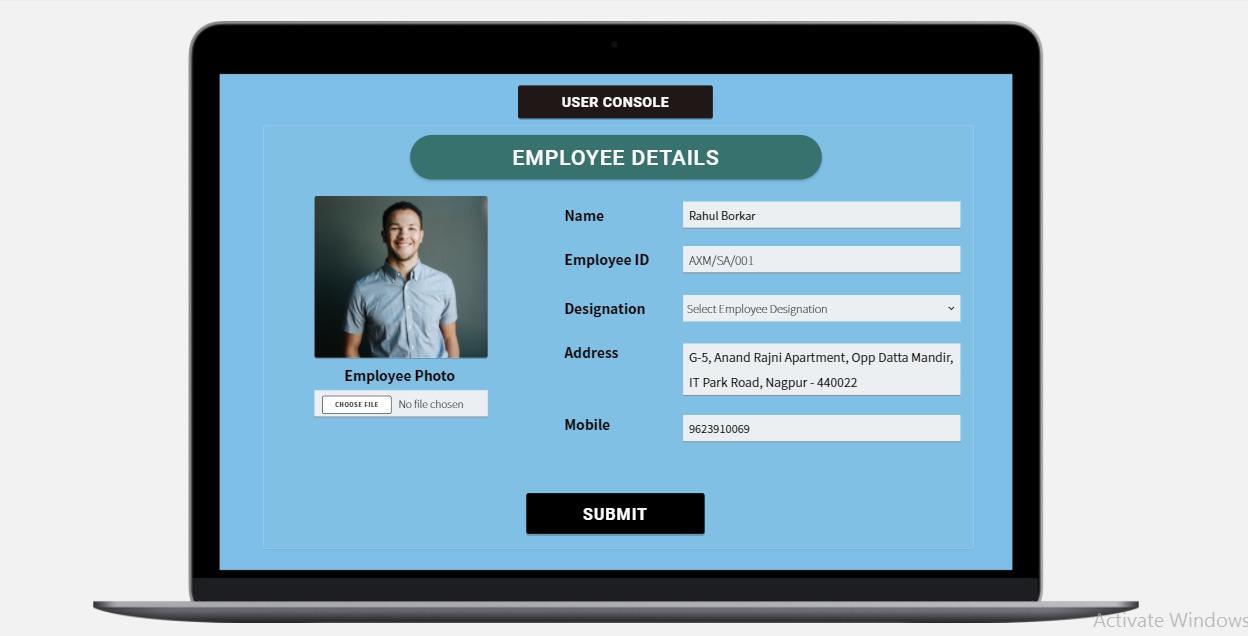 USER CONSOLE
EMPLOYEE DETAILS
Name
Rahul Borkar
Employee ID
AXM/SA/001
Designation
Select Employee Designation
Address
G-5, Anand Rajni Apartment, Opp Datta Mandir,
IT Park Road, Nagpur - 440022
Employee Photo
CHOOSE FILE No file chosen
Mobile
9623910069
SUBMIT
Activate Windows